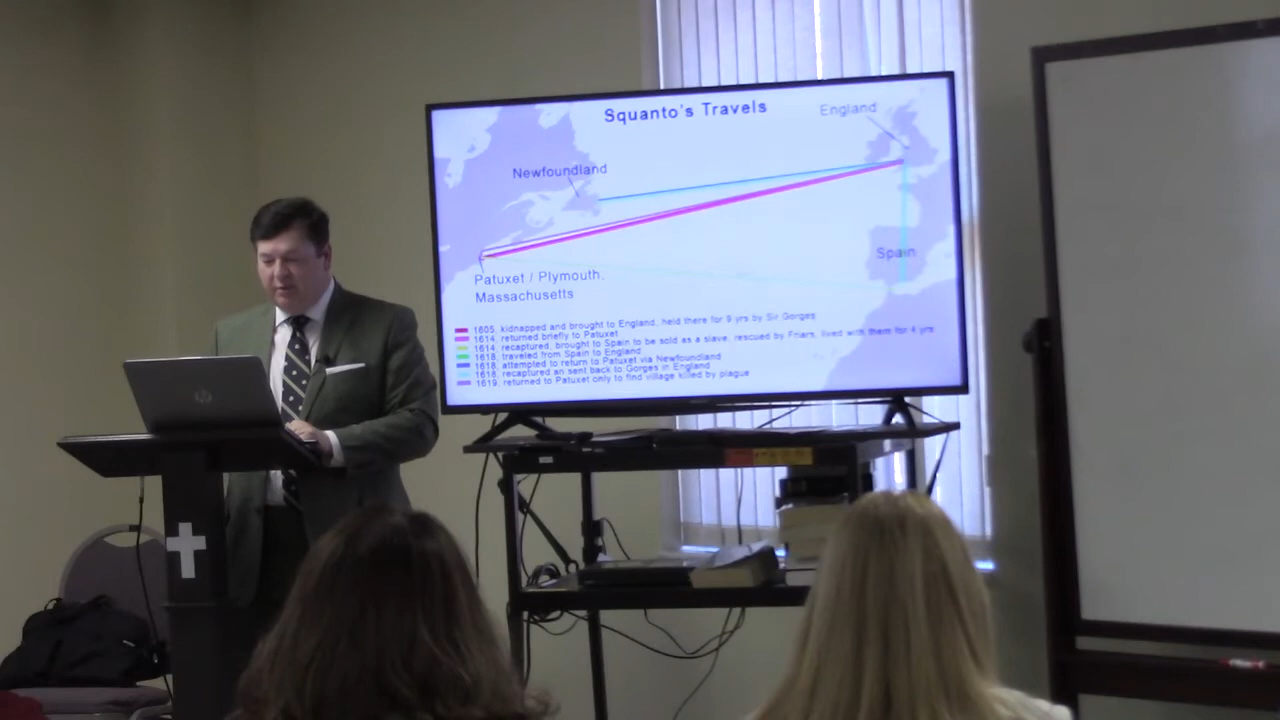 Squanto's Travels
England
Newfoundland
Spain
Patuxet / Plymouth,
Massachusetts
1605, kidnapped and brought to England, held there for 9 yrs by Sir Gorges
1614, returned briefly to Patuxet
1614, recaptured, brought to Spain to be sold as a slave, rescued by Friars, lived with them for 4 yrs
1618, traveled from Spain to England
1618, attempted to return to Patuxet via Newfoundland
1618, recaptured an sent back to Gorges in England
1619, returned to Patuxet only to find village killed by plague
hp